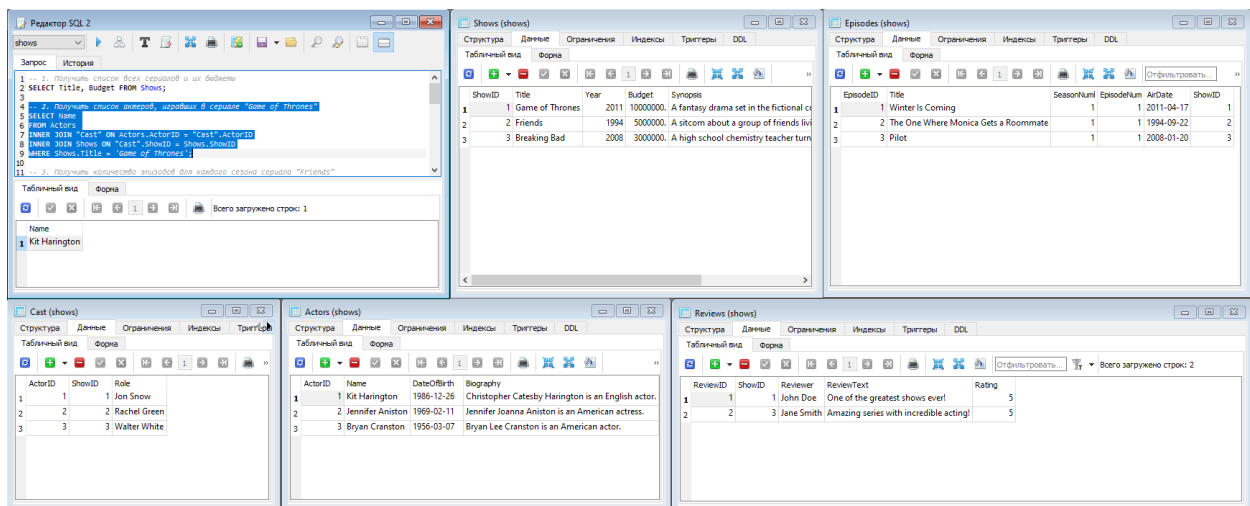 Редактор SQL 2
shows
Запрос История
1 -- 1. Получить список всех сериалов и их бюджеты
2 SELECT Title, Budget FROM Shows;
3
4 -- 2. Получить список актеров, игравших в сериале "Game of Thrones"
5 SELECT Name
6 FROM Actors
7 INNER JOIN "Cast" ON Actors.ActorID = "Cast".ActorID
8 INNER JOIN Shows ON "Cast".ShowID = Shows.ShowID
9 WHERE Shows.Title = 'Game of Thrones';
10
11 -- 3. Получить количество эпизодов для каждого сезона сериала "Friends"
Табличный вид Форма
1 Всего загружено строк: 1
Name
1 Kit Harington
Shows (shows)
Структура Данные Ограничения Индексы Триггеры DDL
Табличный вид Форма
1 »
ShowID Title Year Budget Synopsis
1 1 Game of Thrones 2011 10000000. A fantasy drama set in the fictional co
2 2 Friends 1994 5000000. A sitcom about a group of friends livi
3 3 Breaking Bad 2008 3000000. A high school chemistry teacher turn
Episodes (shows)
Структура Данные Ограничения Индексы Триггеры DDL
Табличный вид Форма
1 Отфильтровать... »
EpisodeID Title SeasonNuml EpisodeNum AirDate ShowID
1 1 Winter Is Coming 1 1 2011-04-17 1
2 2 The One Where Monica Gets a Roommate 1 1 1994-09-22 2
3 3 Pilot 1 1 2008-01-20 3
Cast (shows)
Структура Данные Ограничения Индексы Триггеры
Табличный вид Форма
1 »
ActorID ShowID Role
1 1 1 Jon Snow
2 2 2 Rachel Green
3 3 3 Walter White
Actors (shows)
Структура Данные Ограничения Индексы Триггеры DDL
Табличный вид Форма
1 »
ActorID Name DateOfBirth Biography
1 1 Kit Harington 1986-12-26 Christopher Catesby Harington is an English actor.
2 2 Jennifer Aniston 1969-02-11 Jennifer Joanna Aniston is an American actress.
3 3 Bryan Cranston 1956-03-07 Bryan Lee Cranston is an American actor.
Reviews (shows)
Структура Данные Ограничения Индексы Триггеры DDL
Табличный вид Форма
1 Отфильтровать... Всего загружено строк: 2
ReviewID ShowID Reviewer ReviewText Rating
1 1 1 John Doe One of the greatest shows ever! 5
2 2 3 Jane Smith Amazing series with incredible acting! 5